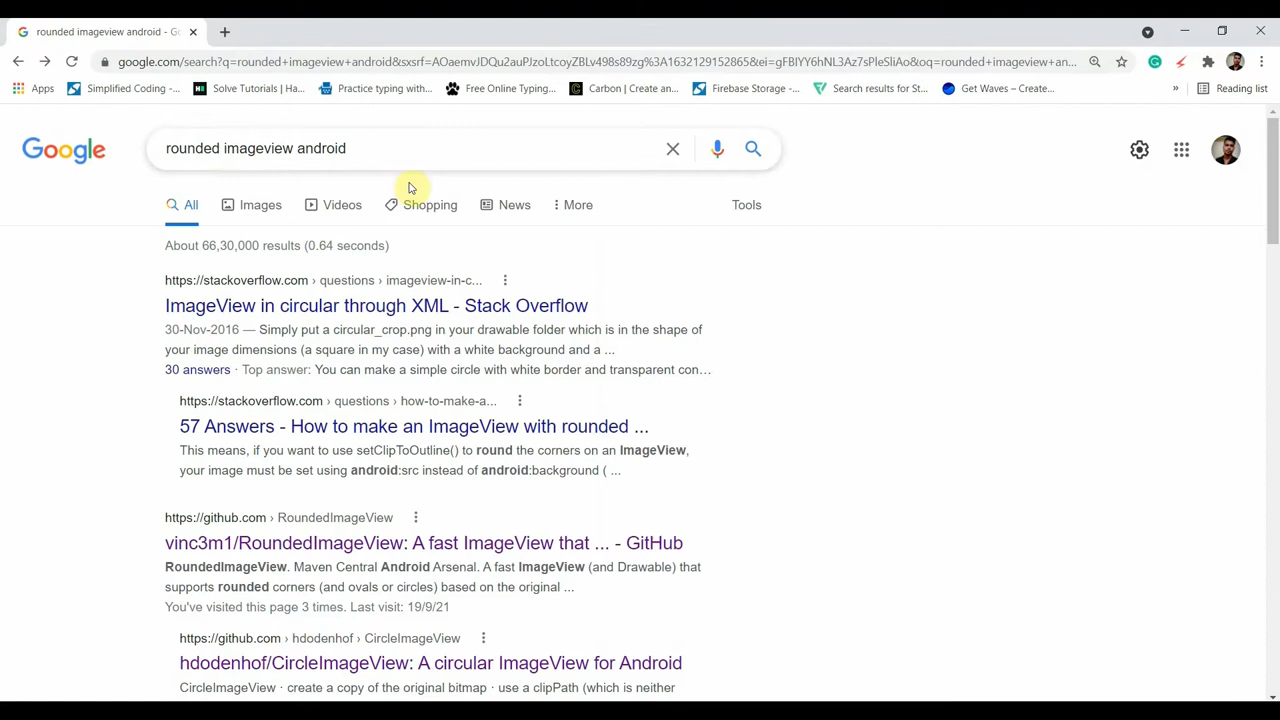 rounded imageview android - Go
google.com/search?q=rounded+imageview+android&sxsrf=AOaemvJDQu2auPJaLtcoyZBLv498s89zg%3A1632129152865&ei=gFBIYY6hNL3Az7sPleSliAo&oq=rounded+imageview+an...
Apps
Simplified Coding -...
Solve Tutorials | Ha...
Practice typing with...
Free Online Typing...
Carbon | Create an...
Firebase Storage -...
Search results for St...
Get Waves – Create...
»
Reading list
Google
rounded imageview android
All
Images
Videos
Shopping
News
More
Tools
About 66,30,000 results (0.64 seconds)
https://stackoverflow.com › questions › imageview-in-c...
ImageView in circular through XML - Stack Overflow
30-Nov-2016 — Simply put a circular_crop.png in your drawable folder which is in the shape of
your image dimensions (a square in my case) with a white background and a ...
30 answers · Top answer: You can make a simple circle with white border and transparent con…
https://stackoverflow.com › questions › how-to-make-a...
57 Answers - How to make an ImageView with rounded ...
This means, if you want to use setClipToOutline() to round the corners on an ImageView,
your image must be set using android:src instead of android:background ( ...
https://github.com › RoundedImageView
vinc3m1/RoundedImageView: A fast ImageView that ... - GitHub
RoundedImageView. Maven Central Android Arsenal. A fast ImageView (and Drawable) that
supports rounded corners (and ovals or circles) based on the original ...
You've visited this page 3 times. Last visit: 19/9/21
https://github.com › hdodenhof › CircleImageView
hdodenhof/CircleImageView: A circular ImageView for Android
CircleImageView · create a copy of the original bitmap · use a clipPath (which is neither